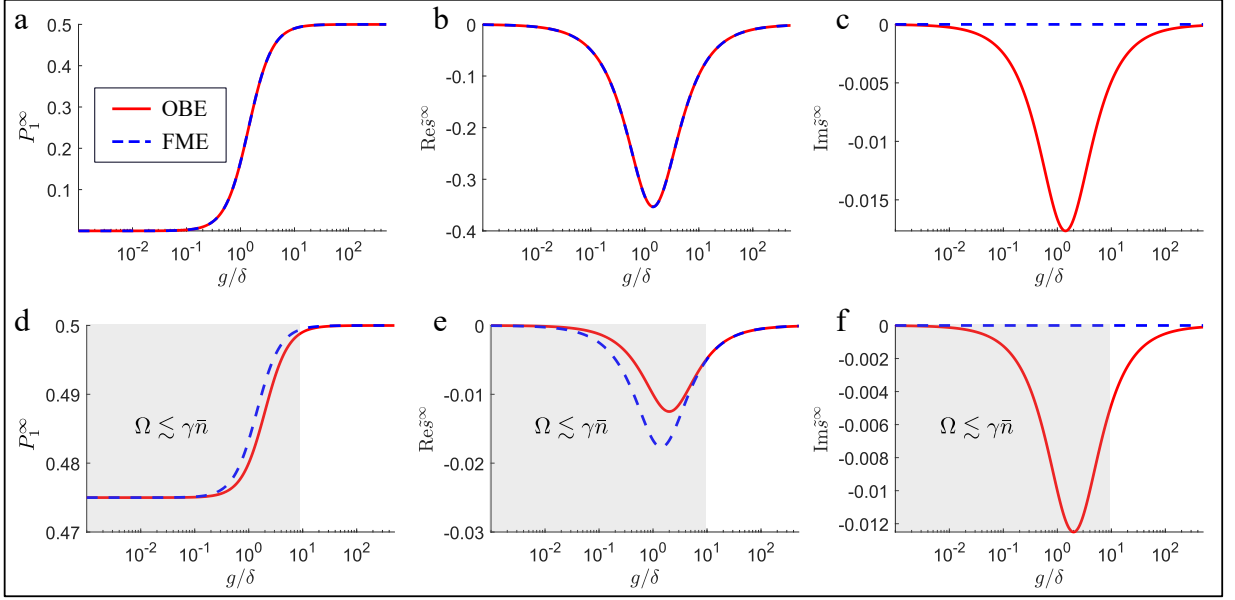 a
0.5
0.4
0.3
0.2
0.1
P₁^∞
OBE
FME
10⁻² 10⁻¹ 10⁰ 10¹ 10²
g/δ
b
0
-0.1
-0.2
-0.3
-0.4
Res̃^∞
10⁻² 10⁻¹ 10⁰ 10¹ 10²
g/δ
c
0
-0.005
-0.01
-0.015
Ims̃^∞
10⁻² 10⁻¹ 10⁰ 10¹ 10²
g/δ
d
0.5
0.49
0.48
0.47
P₁^∞
Ω ≲ γn̄
10⁻² 10⁻¹ 10⁰ 10¹ 10²
g/δ
e
0
-0.01
-0.02
-0.03
Res̃^∞
Ω ≲ γn̄
10⁻² 10⁻¹ 10⁰ 10¹ 10²
g/δ
f
0
-0.002
-0.004
-0.006
-0.008
-0.01
-0.012
Ims̃^∞
Ω ≲ γn̄
10⁻² 10⁻¹ 10⁰ 10¹ 10²
g/δ